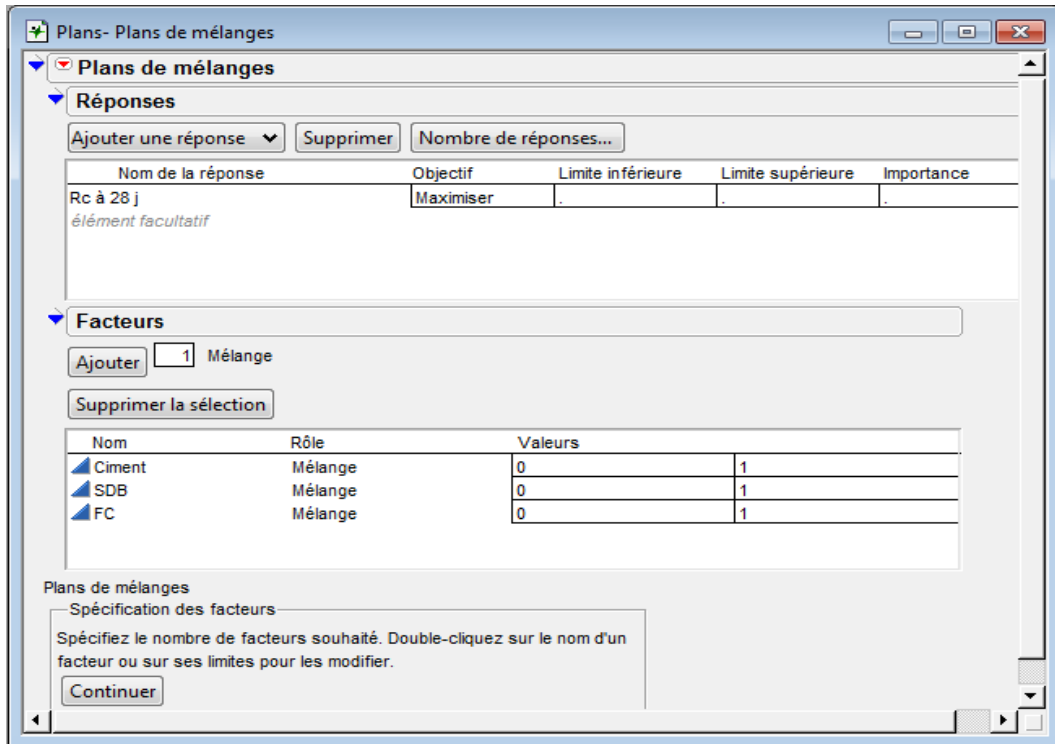 Plans- Plans de mélanges
Plans de mélanges
Réponses
Ajouter une réponse Supprimer Nombre de réponses...
Nom de la réponse Objectif Limite inférieure Limite supérieure Importance
Rc à 28 j Maximiser . . .
élément facultatif
Facteurs
Ajouter 1 Mélange
Supprimer la sélection
Nom Rôle Valeurs
Ciment Mélange 0 1
SDB Mélange 0 1
FC Mélange 0 1
Plans de mélanges
Spécification des facteurs
Spécifiez le nombre de facteurs souhaité. Double-cliquez sur le nom d'un
facteur ou sur ses limites pour les modifier.
Continuer